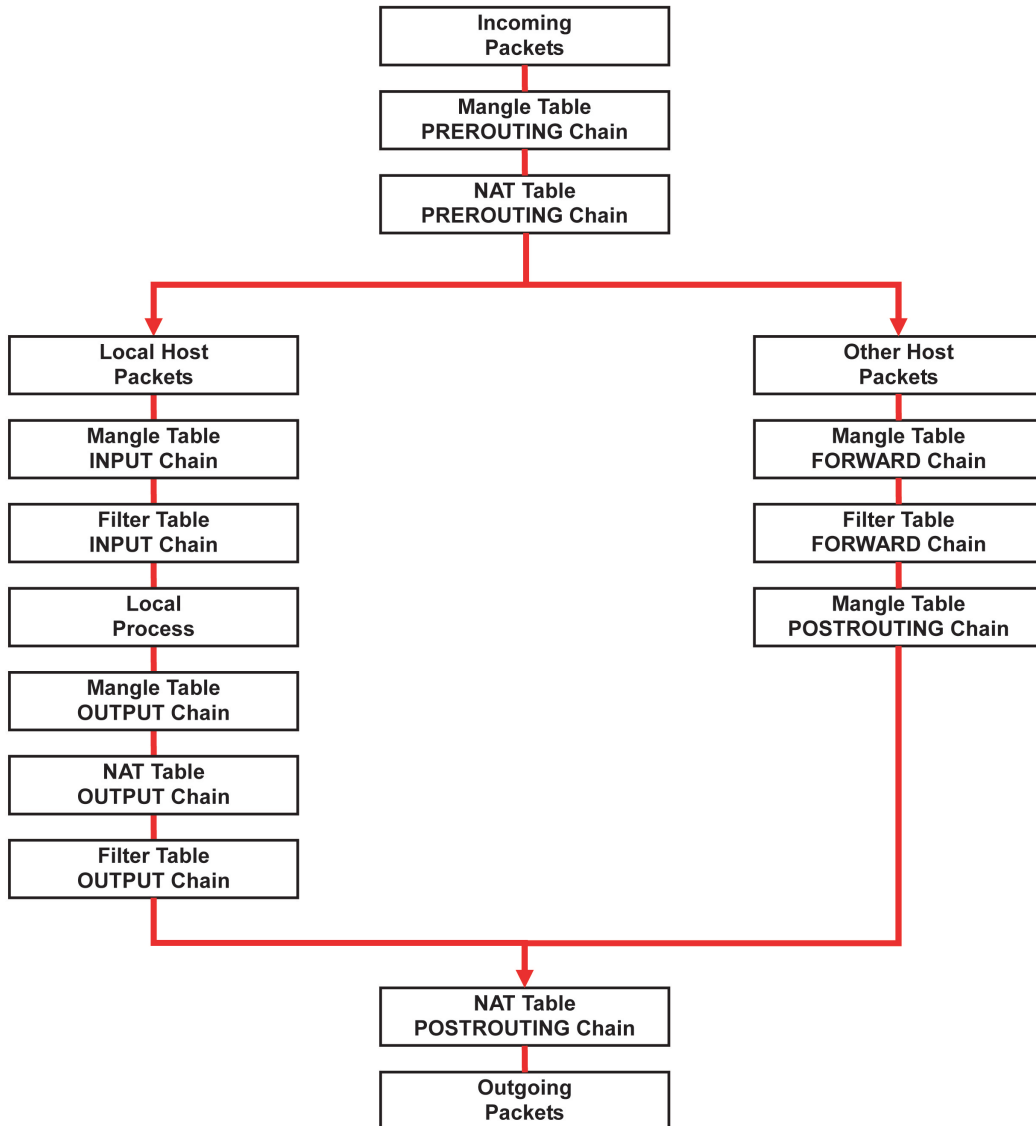 Incoming
Packets
Mangle Table
PREROUTING Chain
NAT Table
PREROUTING Chain
Local Host
Packets
Mangle Table
INPUT Chain
Filter Table
INPUT Chain
Local
Process
Mangle Table
OUTPUT Chain
NAT Table
OUTPUT Chain
Filter Table
OUTPUT Chain
Other Host
Packets
Mangle Table
FORWARD Chain
Filter Table
FORWARD Chain
Mangle Table
POSTROUTING Chain
NAT Table
POSTROUTING Chain
Outgoing
Packets